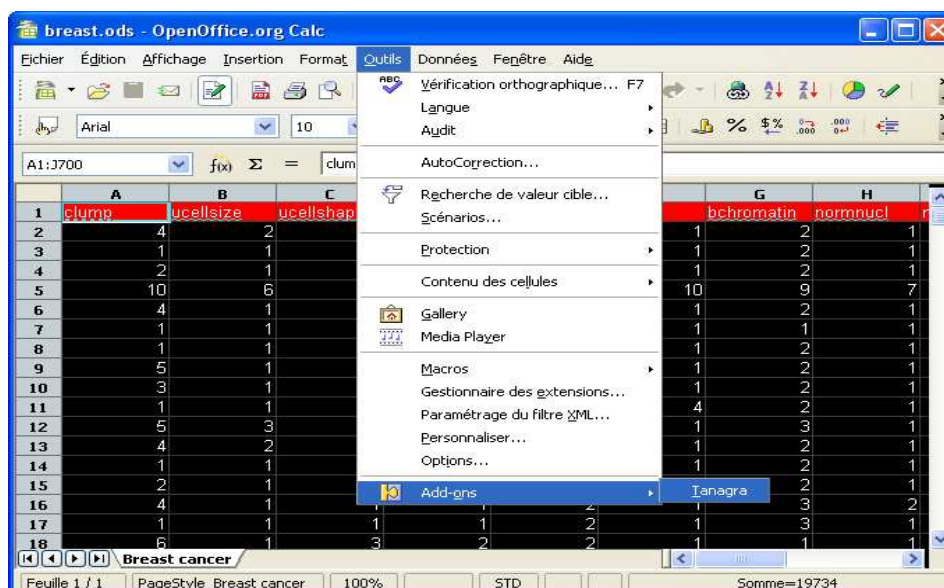 breast.ods - OpenOffice.org Calc
Fichier Édition Affichage Insertion Format Outils Données Fenêtre Aide
Arial 10
A1:J700 f(x) Σ = clum
A B C G H
1 clump ucellsize ucellshap bchromatin normnucl
2 4 2 1 2 1
3 1 1 1 2 1
4 2 1 1 2 1
5 10 6 10 9 7
6 4 1 1 2 1
7 1 1 1 1 1
8 1 1 1 2 1
9 5 1 1 2 1
10 3 1 1 2 1
11 1 1 4 2 1
12 5 3 1 3 1
13 4 2 1 2 1
14 1 1 1 2 1
15 2 1 2 1
16 4 1 1 1 2 1 3 2
17 1 1 1 1 2 1 3 1
18 6 1 3 2 2 1 1 1
ABC Vérification orthographique... F7
Langue
Audit
AutoCorrection...
Recherche de valeur cible...
Scénarios...
Protection
Contenu des cellules
Gallery
Media Player
Macros
Gestionnaire des extensions...
Paramétrage du filtre XML...
Personnaliser...
Options...
Add-ons
Tanagra
Breast cancer
Feuille 1 / 1 PageStyle_Breast cancer 100% STD Somme=19734